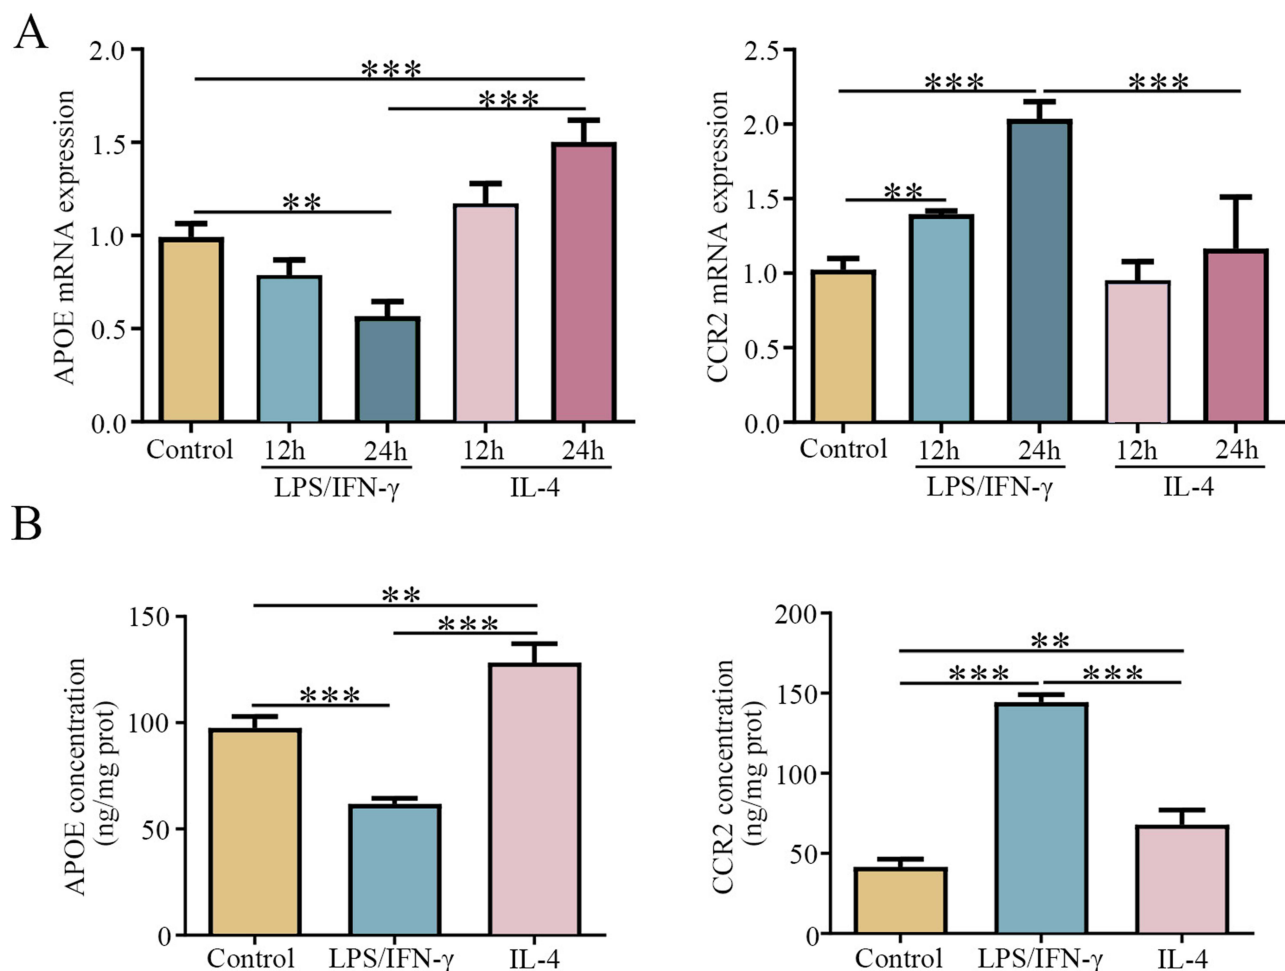 A
APOE mRNA expression
2.0
1.5
1.0
0.5
0.0
***
***
**
Control
12h
24h
12h
24h
LPS/IFN-γ
IL-4
CCR2 mRNA expression
2.5
2.0
1.5
1.0
0.5
0.0
***
***
**
Control
12h
24h
12h
24h
LPS/IFN-γ
IL-4
B
APOE concentration
(ng/mg prot)
150
100
50
0
**
***
***
Control
LPS/IFN-γ
IL-4
CCR2 concentration
(ng/mg prot)
200
150
100
50
0
**
***
***
Control
LPS/IFN-γ
IL-4